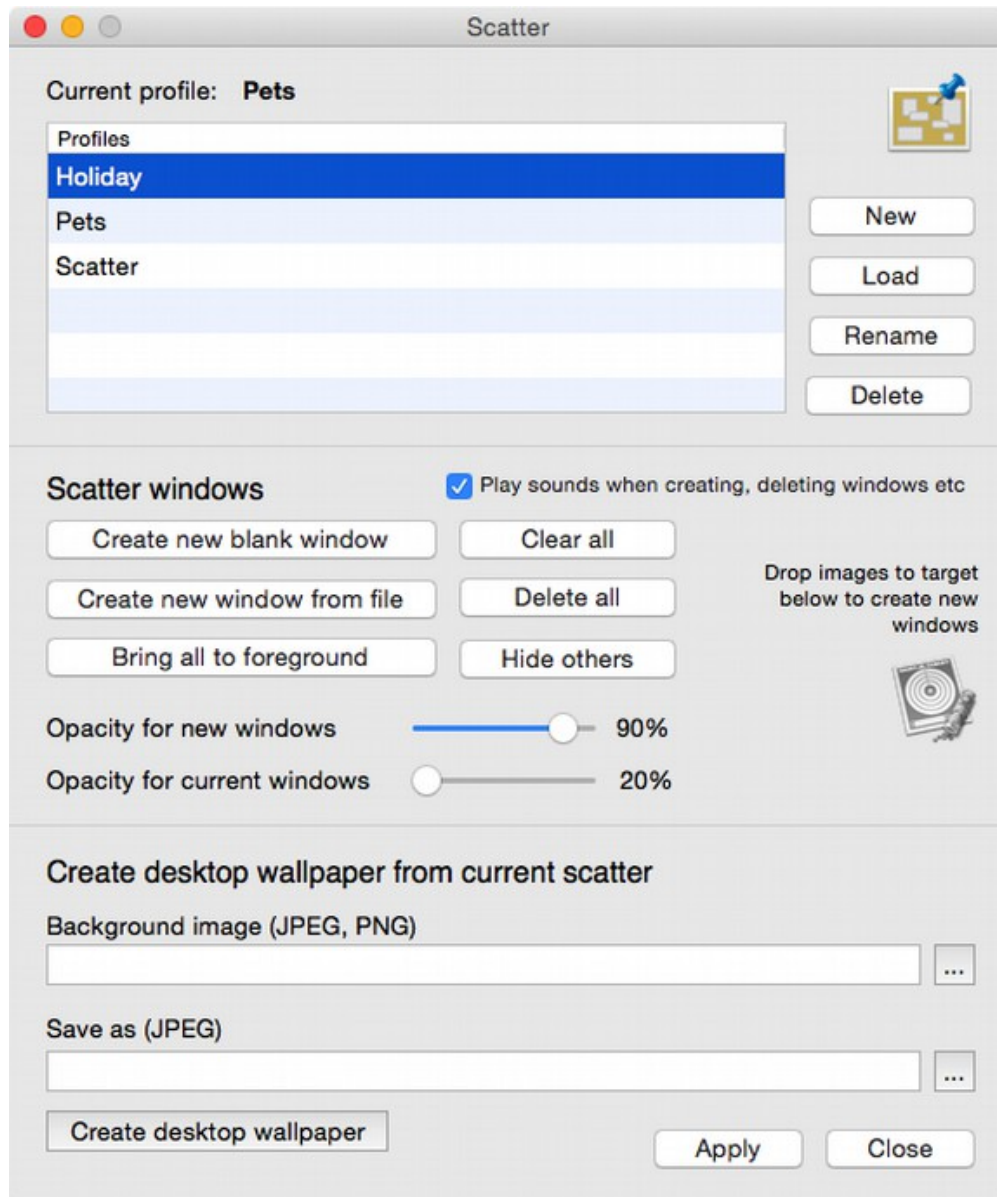 Scatter
Current profile: Pets
Profiles
Holiday
Pets
Scatter
New
Load
Rename
Delete
Scatter windows
Play sounds when creating, deleting windows etc
Create new blank window
Clear all
Create new window from file
Delete all
Bring all to foreground
Hide others
Drop images to target
below to create new
windows
Opacity for new windows 90%
Opacity for current windows 20%
Create desktop wallpaper from current scatter
Background image (JPEG, PNG)
...
Save as (JPEG)
...
Create desktop wallpaper
Apply
Close